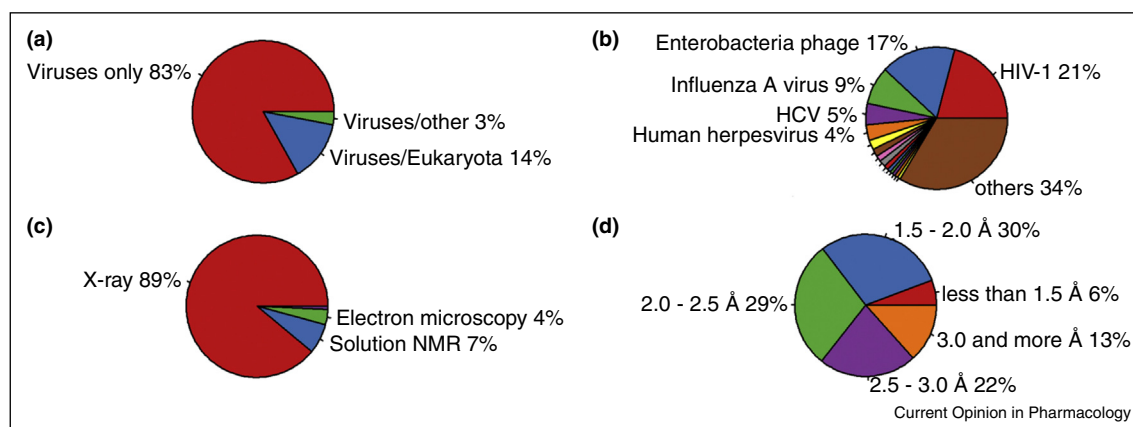 (a)
Viruses only 83%
Viruses/other 3%
Viruses/Eukaryota 14%
(b)
Enterobacteria phage 17%
HIV-1 21%
Influenza A virus 9%
HCV 5%
Human herpesvirus 4%
others 34%
(c)
X-ray 89%
Electron microscopy 4%
Solution NMR 7%
(d)
1.5 - 2.0 Å 30%
less than 1.5 Å 6%
2.0 - 2.5 Å 29%
3.0 and more Å 13%
2.5 - 3.0 Å 22%
Current Opinion in Pharmacology